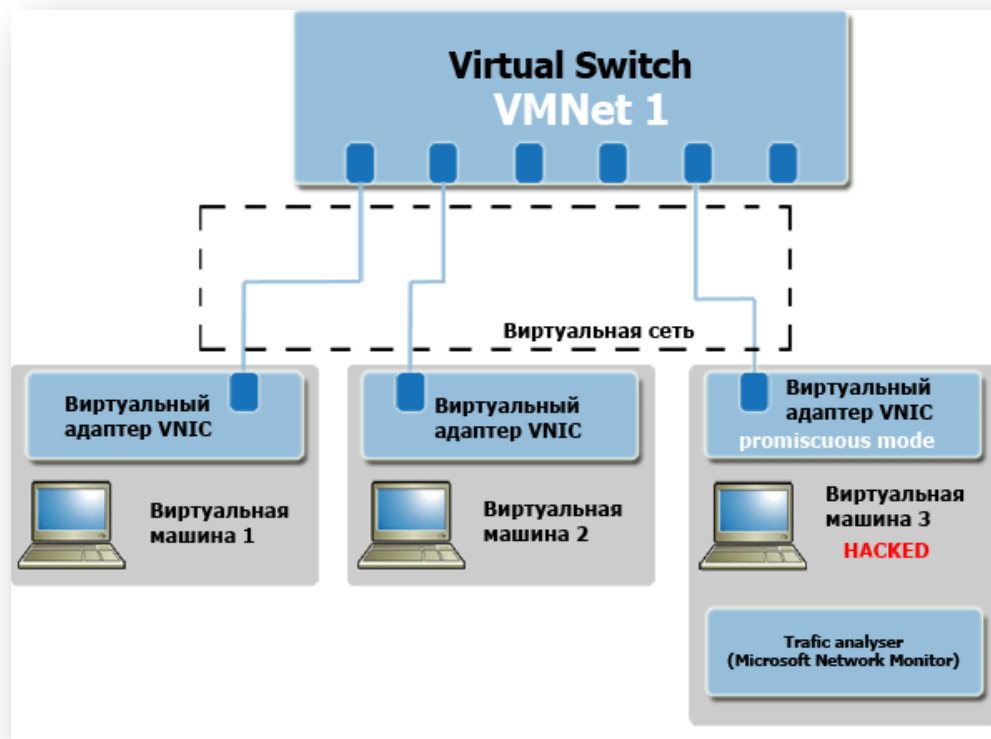 Virtual Switch
VMNet 1
Виртуальная сеть
Виртуальный
адаптер VNIC
Виртуальная
машина 1
Виртуальный
адаптер VNIC
Виртуальная
машина 2
Виртуальный
адаптер VNIC
promiscuous mode
Виртуальная
машина 3
HACKED
Trafic analyser
(Microsoft Network Monitor)